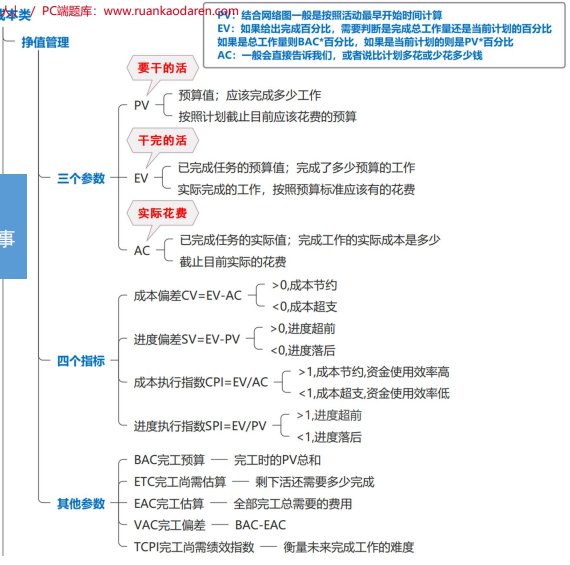 成本类
人 / PC端题库：www.ruankaodaren.com
PV：结合网络图一般是按照活动最早开始时间计算
EV：如果给出完成百分比，需要判断是完成总工作量还是当前计划的百分比
如果是总工作量则BAC*百分比，如果是当前计划的则是PV*百分比
AC：一般会直接告诉我们，或者说比计划多花或少花多少钱
挣值管理
事
三个参数
要干的活
PV
预算值；应该完成多少工作
按照计划截止目前应该花费的预算
干完的活
EV
已完成任务的预算值；完成了多少预算的工作
实际完成的工作，按照预算标准应该有的花费
实际花费
AC
已完成任务的实际值；完成工作的实际成本是多少
截止目前实际的花费
四个指标
成本偏差CV=EV-AC
>0,成本节约
<0,成本超支
进度偏差SV=EV-PV
>0,进度超前
<0,进度落后
成本执行指数CPI=EV/AC
>1,成本节约,资金使用效率高
<1,成本超支,资金使用效率低
进度执行指数SPI=EV/PV
>1,进度超前
<1,进度落后
其他参数
BAC完工预算 — 完工时的PV总和
ETC完工尚需估算 — 剩下活还需要多少完成
EAC完工估算 — 全部完工总需要的费用
VAC完工偏差 — BAC-EAC
TCPI完工尚需绩效指数 — 衡量未来完成工作的难度